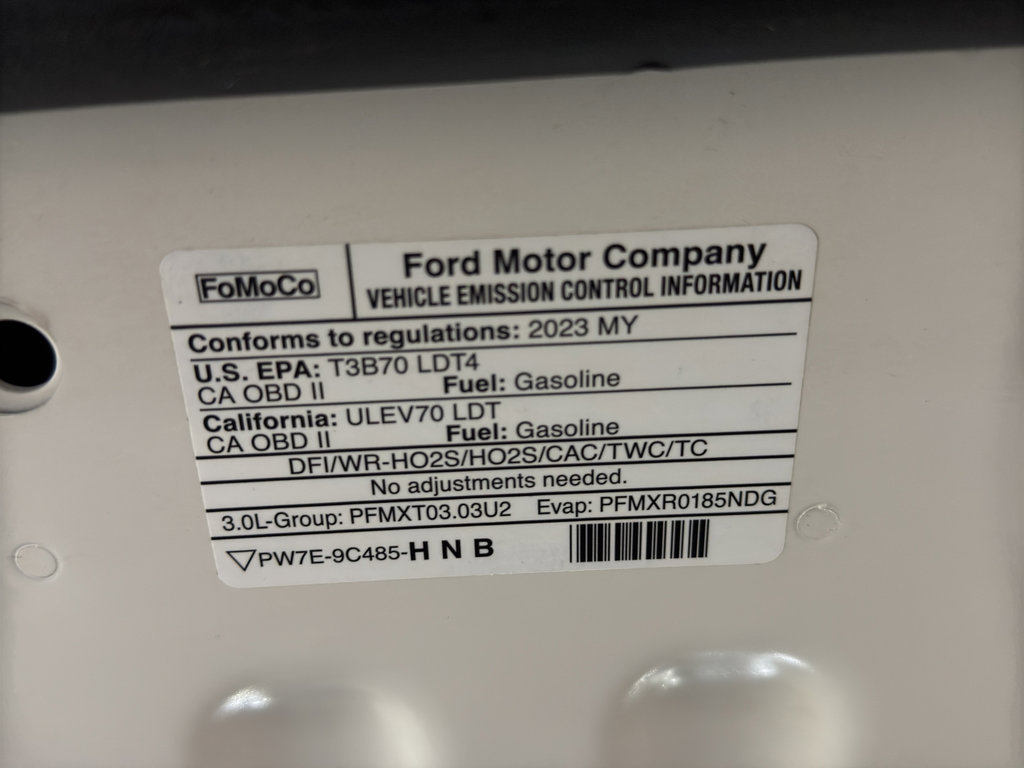 FoMoCo
Ford Motor Company
VEHICLE EMISSION CONTROL INFORMATION
Conforms to regulations: 2023 MY
U.S. EPA: T3B70 LDT4
CA OBD II Fuel: Gasoline
California: ULEV70 LDT
CA OBD II Fuel: Gasoline
DFI/WR-HO2S/HO2S/CAC/TWC/TC
No adjustments needed.
3.0L-Group: PFMXT03.03U2 Evap: PFMXR0185NDG
PW7E-9C485-H N B